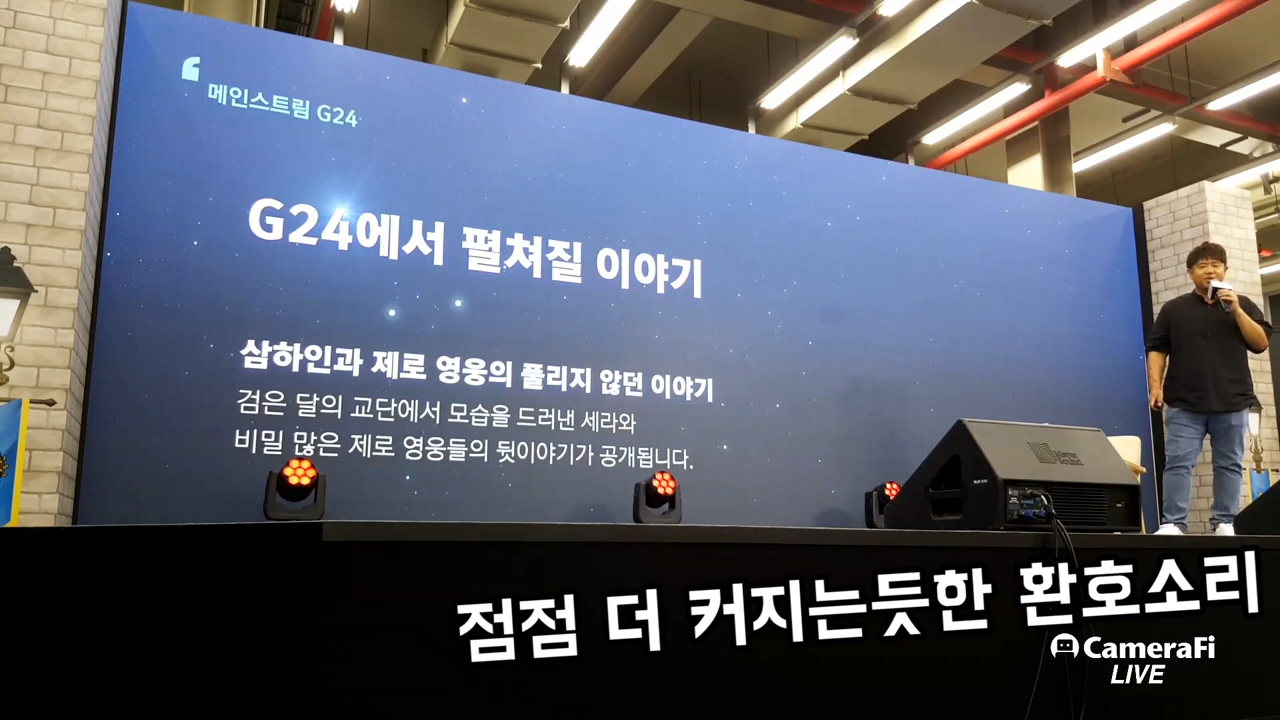 메인스트림 G24
G24에서 펼쳐질 이야기
삼하인과 제로 영웅의 풀리지 않던 이야기
검은 달의 교단에서 모습을 드러낸 세라와
비밀 많은 제로 영웅들의 뒷이야기가 공개됩니다.
Meyer Sound
점점 더 커지는듯한 환호소리
CameraFi
LIVE